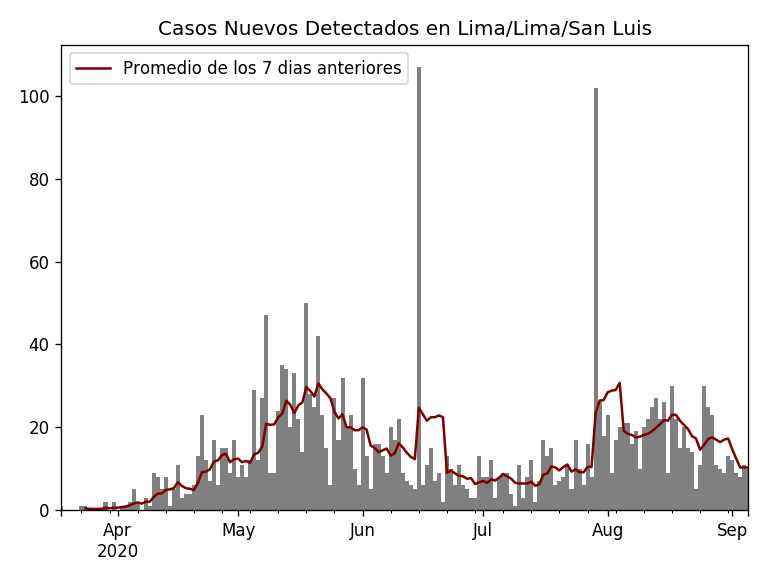 Casos Nuevos Detectados en Lima/Lima/San Luis
Promedio de los 7 dias anteriores
100
80
60
40
20
0
Apr May Jun Jul Aug Sep
2020